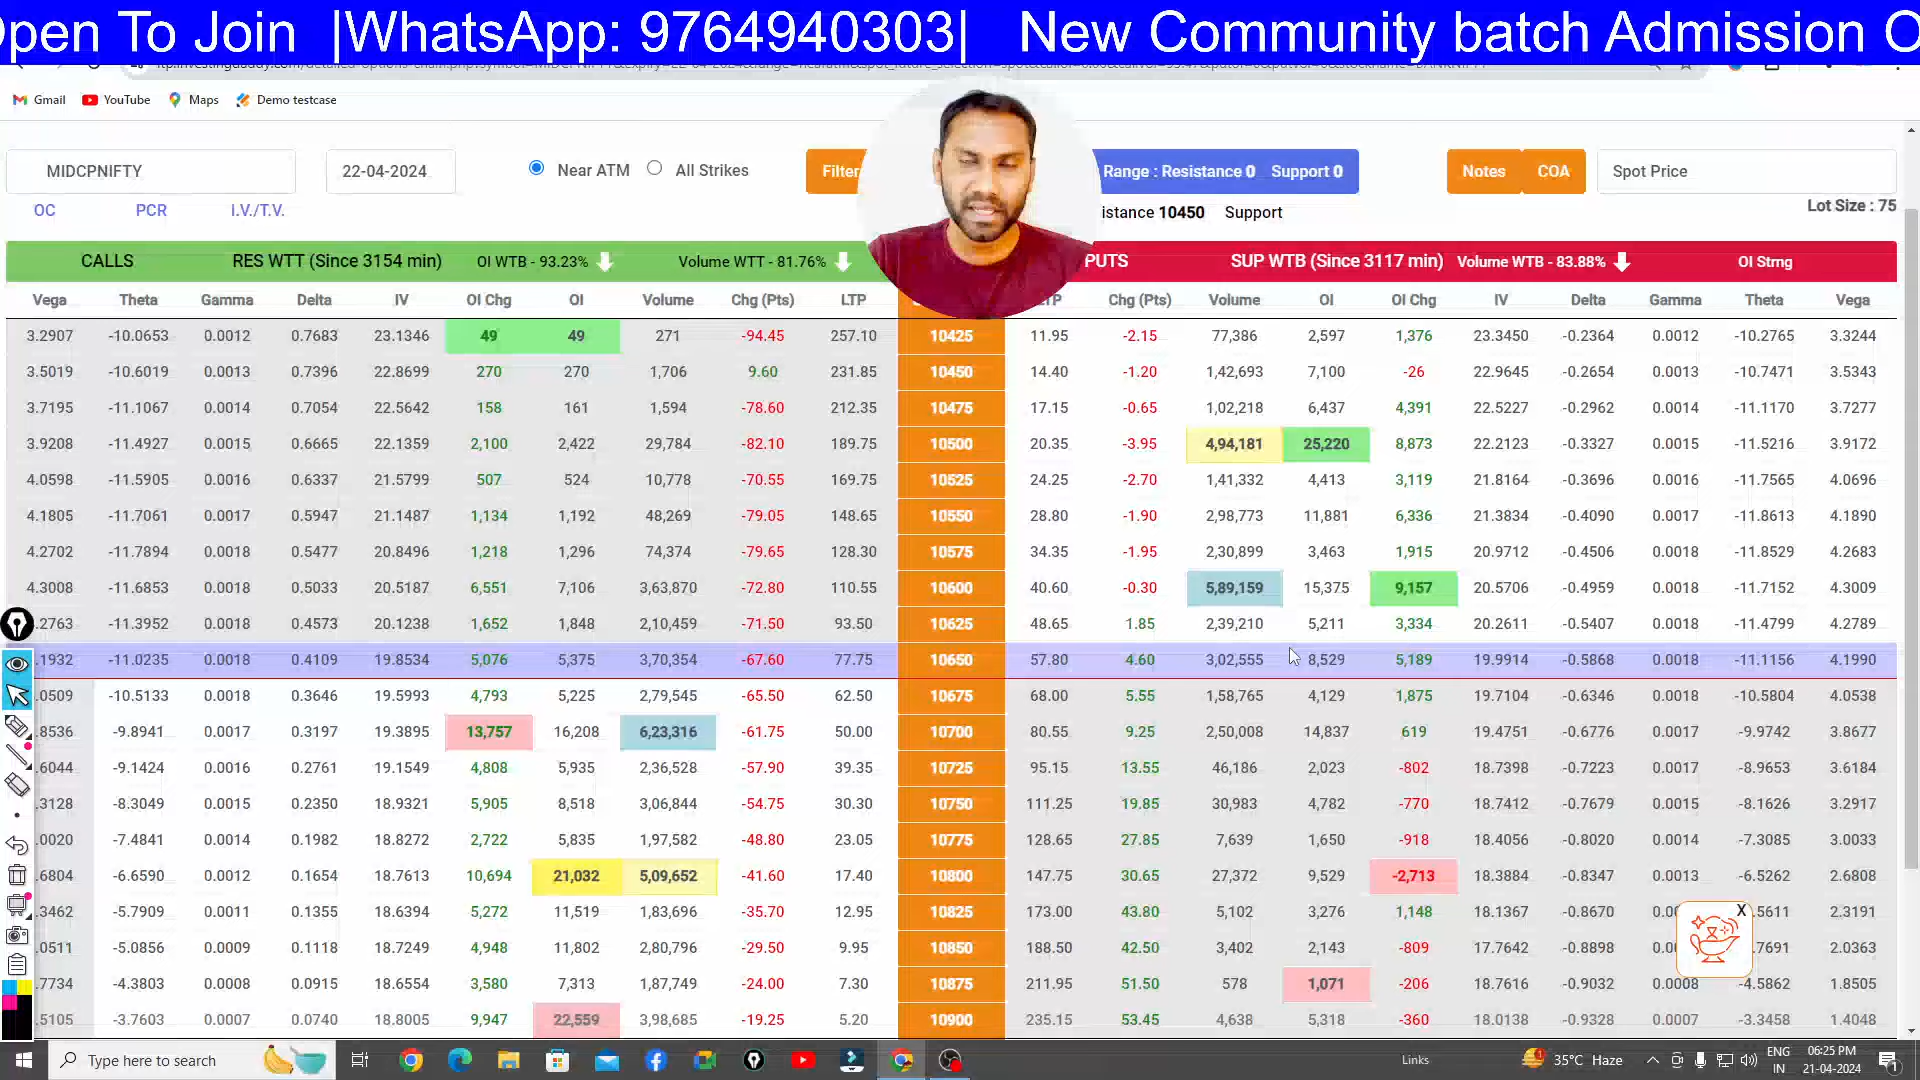 Open To Join |WhatsApp: 9764940303| New Community batch Admission O
Gmail YouTube Maps Demo testcase
MIDCPNIFTY 22-04-2024 Near ATM All Strikes Filter Range : Resistance 0 Support 0 Notes COA Spot Price
OC PCR I.V./T.V. istance 10450 Support Lot Size : 75
CALLS RES WTT (Since 3154 min) OI WTB - 93.23% Volume WTT - 81.76% PUTS SUP WTB (Since 3117 min) Volume WTB - 83.88% OI Strng
Vega Theta Gamma Delta IV OI Chg OI Volume Chg (Pts) LTP LTP Chg (Pts) Volume OI OI Chg IV Delta Gamma Theta Vega
3.2907 -10.0653 0.0012 0.7683 23.1346 49 49 271 -94.45 257.10 10425 11.95 -2.15 77,386 2,597 1,376 23.3450 -0.2364 0.0012 -10.2765 3.3244
3.5019 -10.6019 0.0013 0.7396 22.8699 270 270 1,706 9.60 231.85 10450 14.40 -1.20 1,42,693 7,100 -26 22.9645 -0.2654 0.0013 -10.7471 3.5343
3.7195 -11.1067 0.0014 0.7054 22.5642 158 161 1,594 -78.60 212.35 10475 17.15 -0.65 1,02,218 6,437 4,391 22.5227 -0.2962 0.0014 -11.1170 3.7277
3.9208 -11.4927 0.0015 0.6665 22.1359 2,100 2,422 29,784 -82.10 189.75 10500 20.35 -3.95 4,94,181 25,220 8,873 22.2123 -0.3327 0.0015 -11.5216 3.9172
4.0598 -11.5905 0.0016 0.6337 21.5799 507 524 10,778 -70.55 169.75 10525 24.25 -2.70 1,41,332 4,413 3,119 21.8164 -0.3696 0.0016 -11.7565 4.0696
4.1805 -11.7061 0.0017 0.5947 21.1487 1,134 1,192 48,269 -79.05 148.65 10550 28.80 -1.90 2,98,773 11,881 6,336 21.3834 -0.4090 0.0017 -11.8613 4.1890
4.2702 -11.7894 0.0018 0.5477 20.8496 1,218 1,296 74,374 -79.65 128.30 10575 34.35 -1.95 2,30,899 3,463 1,915 20.9712 -0.4506 0.0018 -11.8529 4.2683
4.3008 -11.6853 0.0018 0.5033 20.5187 6,551 7,106 3,63,870 -72.80 110.55 10600 40.60 -0.30 5,89,159 15,375 9,157 20.5706 -0.4959 0.0018 -11.7152 4.3009
.2763 -11.3952 0.0018 0.4573 20.1238 1,652 1,848 2,10,459 -71.50 93.50 10625 48.65 1.85 2,39,210 5,211 3,334 20.2611 -0.5407 0.0018 -11.4799 4.2789
.1932 -11.0235 0.0018 0.4109 19.8534 5,076 5,375 3,70,354 -67.60 77.75 10650 57.80 4.60 3,02,555 8,529 5,189 19.9914 -0.5868 0.0018 -11.1156 4.1990
.0509 -10.5133 0.0018 0.3646 19.5993 4,793 5,225 2,79,545 -65.50 62.50 10675 68.00 5.55 1,58,765 4,129 1,875 19.7104 -0.6346 0.0018 -10.5804 4.0538
.8536 -9.8941 0.0017 0.3197 19.3895 13,757 16,208 6,23,316 -61.75 50.00 10700 80.55 9.25 2,50,008 14,837 619 19.4751 -0.6776 0.0017 -9.9742 3.8677
.6044 -9.1424 0.0016 0.2761 19.1549 4,808 5,935 2,36,528 -57.90 39.35 10725 95.15 13.55 46,186 2,023 -802 18.7398 -0.7223 0.0017 -8.9653 3.6184
.3128 -8.3049 0.0015 0.2350 18.9321 5,905 8,518 3,06,844 -54.75 30.30 10750 111.25 19.85 30,983 4,782 -770 18.7412 -0.7679 0.0015 -8.1626 3.2917
.0020 -7.4841 0.0014 0.1982 18.8272 2,722 5,835 1,97,582 -48.80 23.05 10775 128.65 27.85 7,639 1,650 -918 18.4056 -0.8020 0.0014 -7.3085 3.0033
.6804 -6.6590 0.0012 0.1654 18.7613 10,694 21,032 5,09,652 -41.60 17.40 10800 147.75 30.65 27,372 9,529 -2,713 18.3884 -0.8347 0.0013 -6.5262 2.6808
.3462 -5.7909 0.0011 0.1355 18.6394 5,272 11,519 1,83,696 -35.70 12.95 10825 173.00 43.80 5,102 3,276 1,148 18.1367 -0.8670 0.00 .5611 2.3191
.0511 -5.0856 0.0009 0.1118 18.7249 4,948 11,802 2,80,796 -29.50 9.95 10850 188.50 42.50 3,402 2,143 -809 17.7642 -0.8898 0.00 .7691 2.0363
.7734 -4.3803 0.0008 0.0915 18.6554 3,580 7,313 1,87,749 -24.00 7.30 10875 211.95 51.50 578 1,071 -206 18.7616 -0.9032 0.0008 -4.5862 1.8505
.5105 -3.7603 0.0007 0.0740 18.8005 9,947 22,559 3,98,685 -19.25 5.20 10900 235.15 53.45 4,638 5,318 -360 18.0138 -0.9328 0.0007 -3.3458 1.4048
X
Type here to search Links 35°C Haze ENG IN 06:25 PM 21-04-2024 1